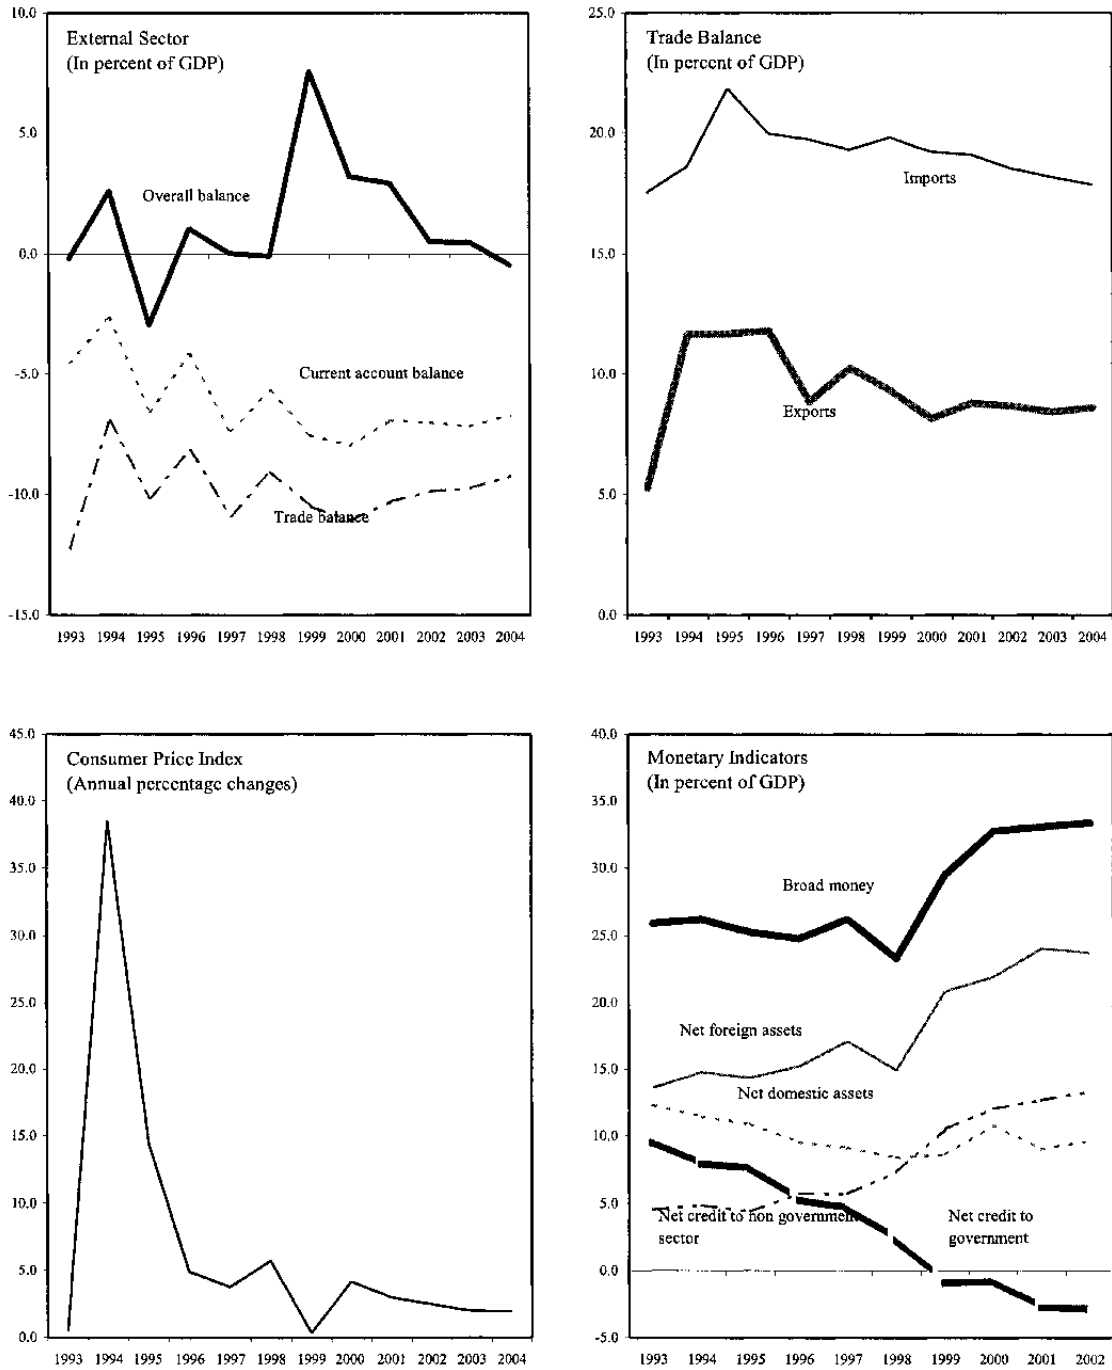 External Sector
(In percent of GDP)
10.0
5.0
0.0
-5.0
-10.0
-15.0
Overall balance
Current account balance
Trade balance
1993 1994 1995 1996 1997 1998 1999 2000 2001 2002 2003 2004
Trade Balance
(In percent of GDP)
25.0
20.0
15.0
10.0
5.0
0.0
Imports
Exports
1993 1994 1995 1996 1997 1998 1999 2000 2001 2002 2003 2004
Consumer Price Index
(Annual percentage changes)
45.0
40.0
35.0
30.0
25.0
20.0
15.0
10.0
5.0
0.0
1993 1994 1995 1996 1997 1998 1999 2000 2001 2002 2003 2004
Monetary Indicators
(In percent of GDP)
40.0
35.0
30.0
25.0
20.0
15.0
10.0
5.0
0.0
-5.0
Broad money
Net foreign assets
Net domestic assets
Net credit to non government
sector
Net credit to
government
1993 1994 1995 1996 1997 1998 1999 2000 2001 2002